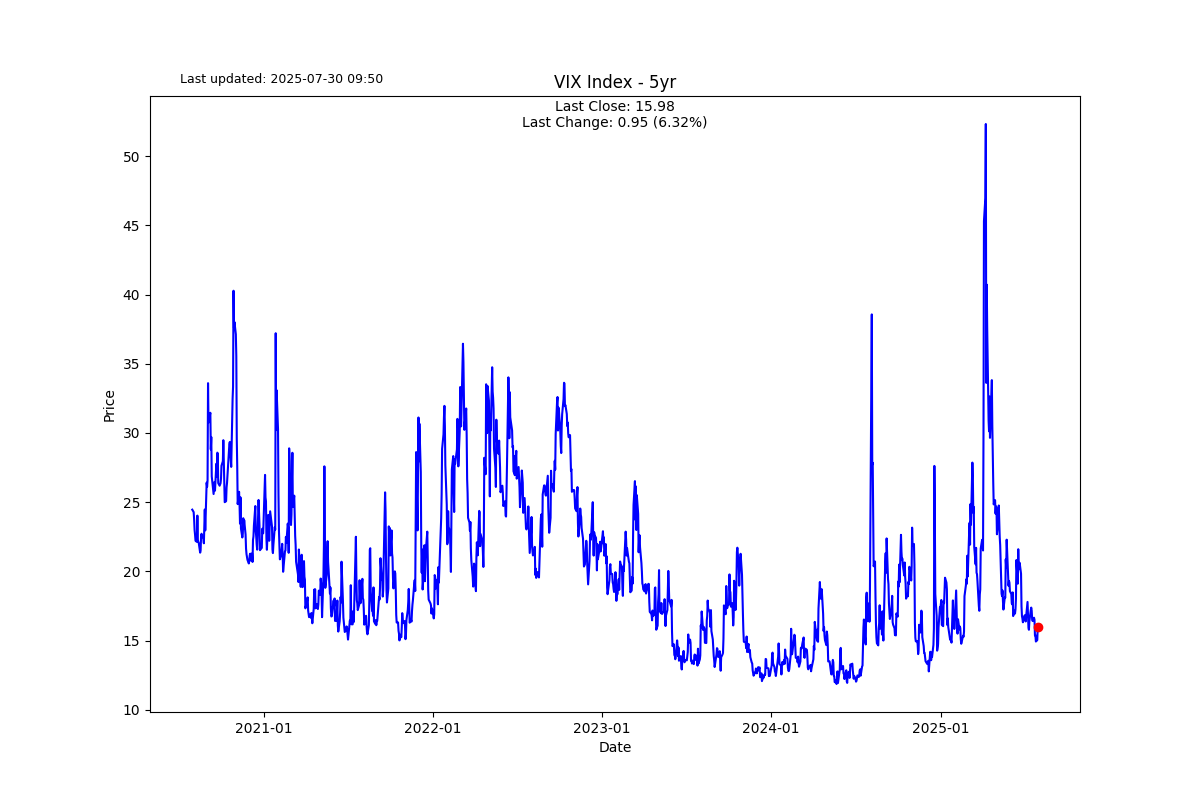 Last updated: 2025-07-30 09:50
VIX Index - 5yr
Last Close: 15.98
Last Change: 0.95 (6.32%)
50
45
40
35
30
25
20
15
10
Price
2021-01
2022-01
2023-01
2024-01
2025-01
Date